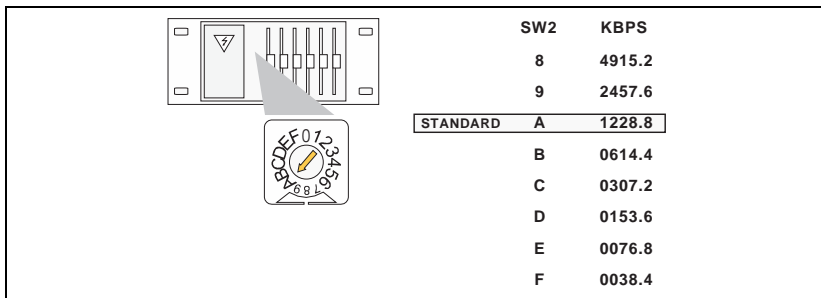 SW2 KBPS
8 4915.2
9 2457.6
STANDARD A 1228.8
B 0614.4
C 0307.2
D 0153.6
E 0076.8
F 0038.4
0123456789ABCDEF